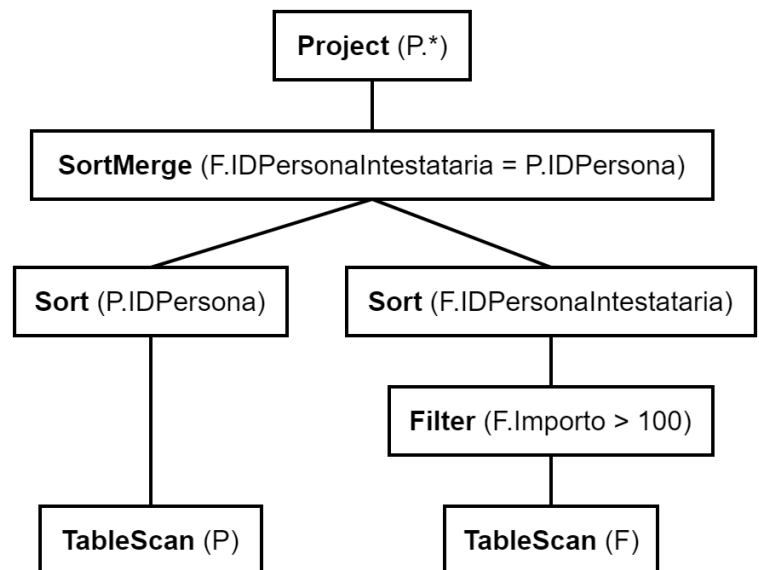 Project (P.*)
SortMerge (F.IDPersonaIntestataria = P.IDPersona)
Sort (P.IDPersona)
Sort (F.IDPersonaIntestataria)
Filter (F.Importo > 100)
TableScan (P)
TableScan (F)